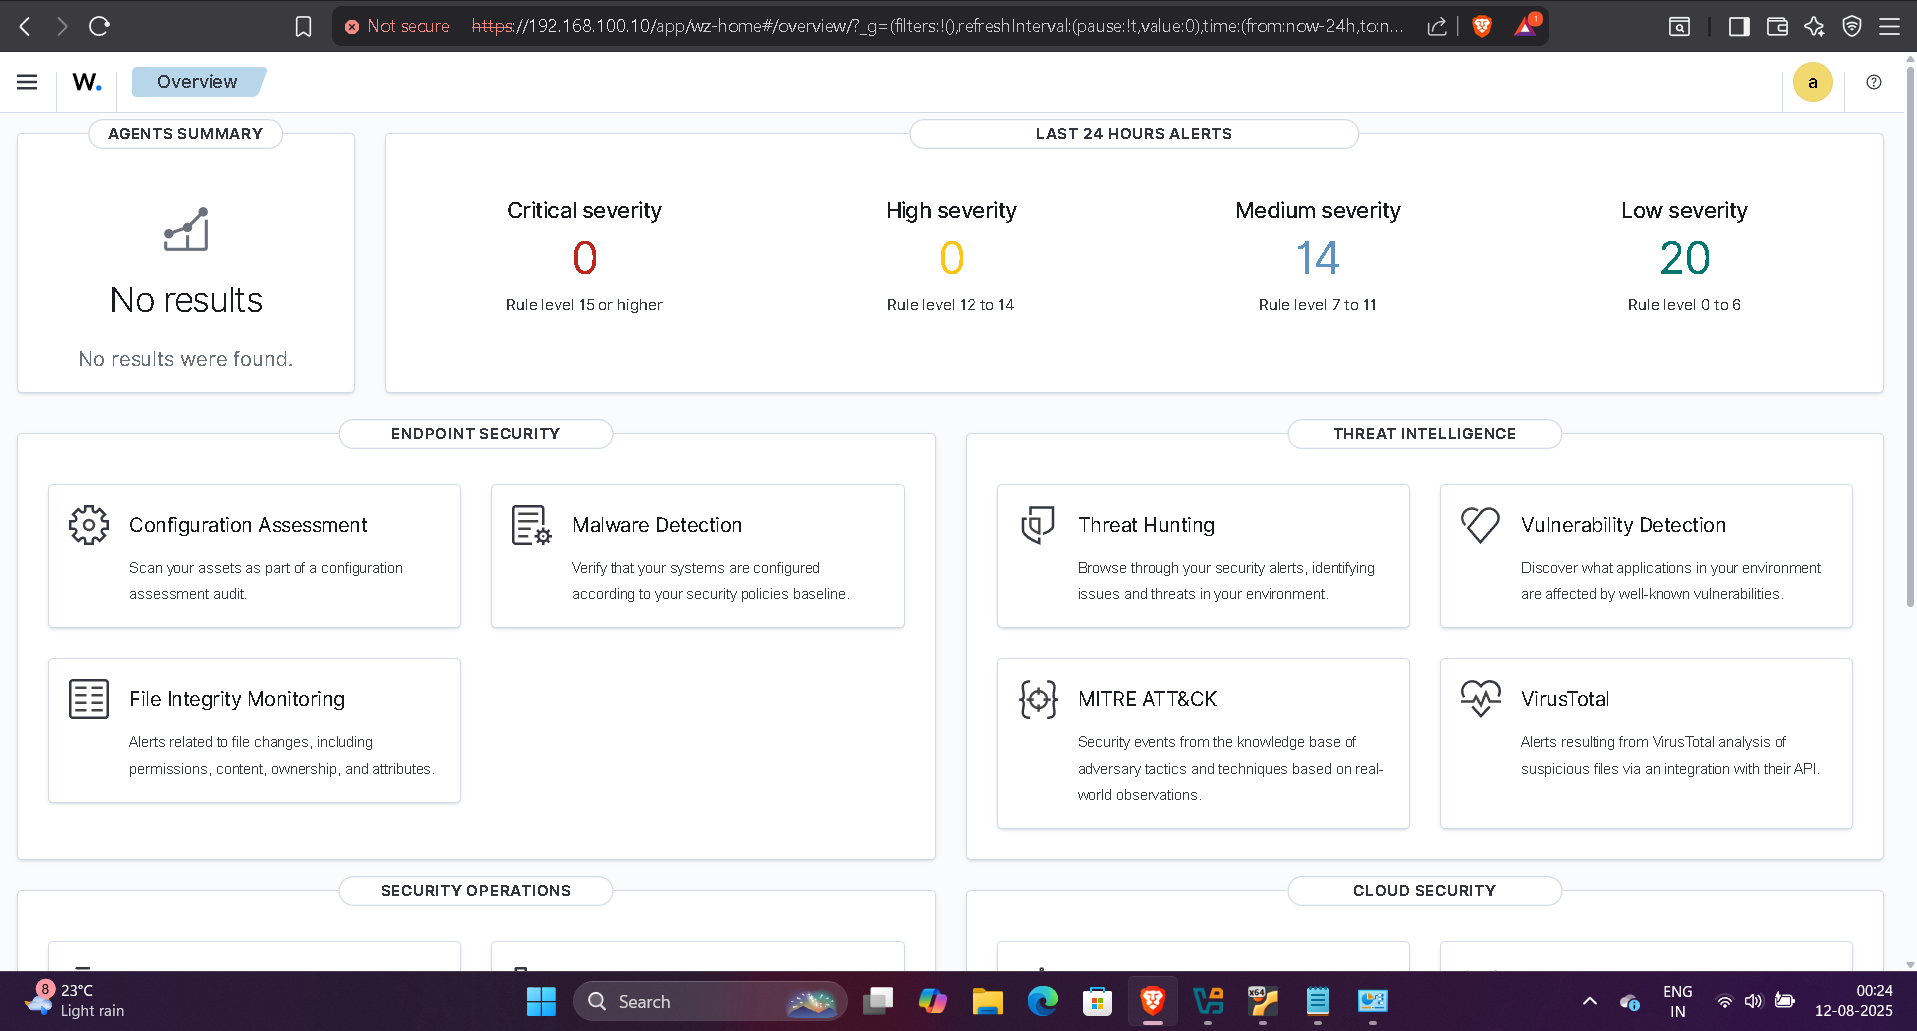 Not secure https://192.168.100.10/app/wz-home#/overview/?_g=(filters:!(),refreshInterval:(pause:!t,value:0),time:(from:now-24h,to:n...
1
W. Overview
a
AGENTS SUMMARY
No results
No results were found.
LAST 24 HOURS ALERTS
Critical severity
0
Rule level 15 or higher
High severity
0
Rule level 12 to 14
Medium severity
14
Rule level 7 to 11
Low severity
20
Rule level 0 to 6
ENDPOINT SECURITY
Configuration Assessment
Scan your assets as part of a configuration
assessment audit.
Malware Detection
Verify that your systems are configured
according to your security policies baseline.
File Integrity Monitoring
Alerts related to file changes, including
permissions, content, ownership, and attributes.
THREAT INTELLIGENCE
Threat Hunting
Browse through your security alerts, identifying
issues and threats in your environment.
Vulnerability Detection
Discover what applications in your environment
are affected by well-known vulnerabilities.
MITRE ATT&CK
Security events from the knowledge base of
adversary tactics and techniques based on real-
world observations.
VirusTotal
Alerts resulting from VirusTotal analysis of
suspicious files via an integration with their API.
SECURITY OPERATIONS
CLOUD SECURITY
8
23°C
Light rain
Search
X64
ENG
IN
00:24
12-08-2025